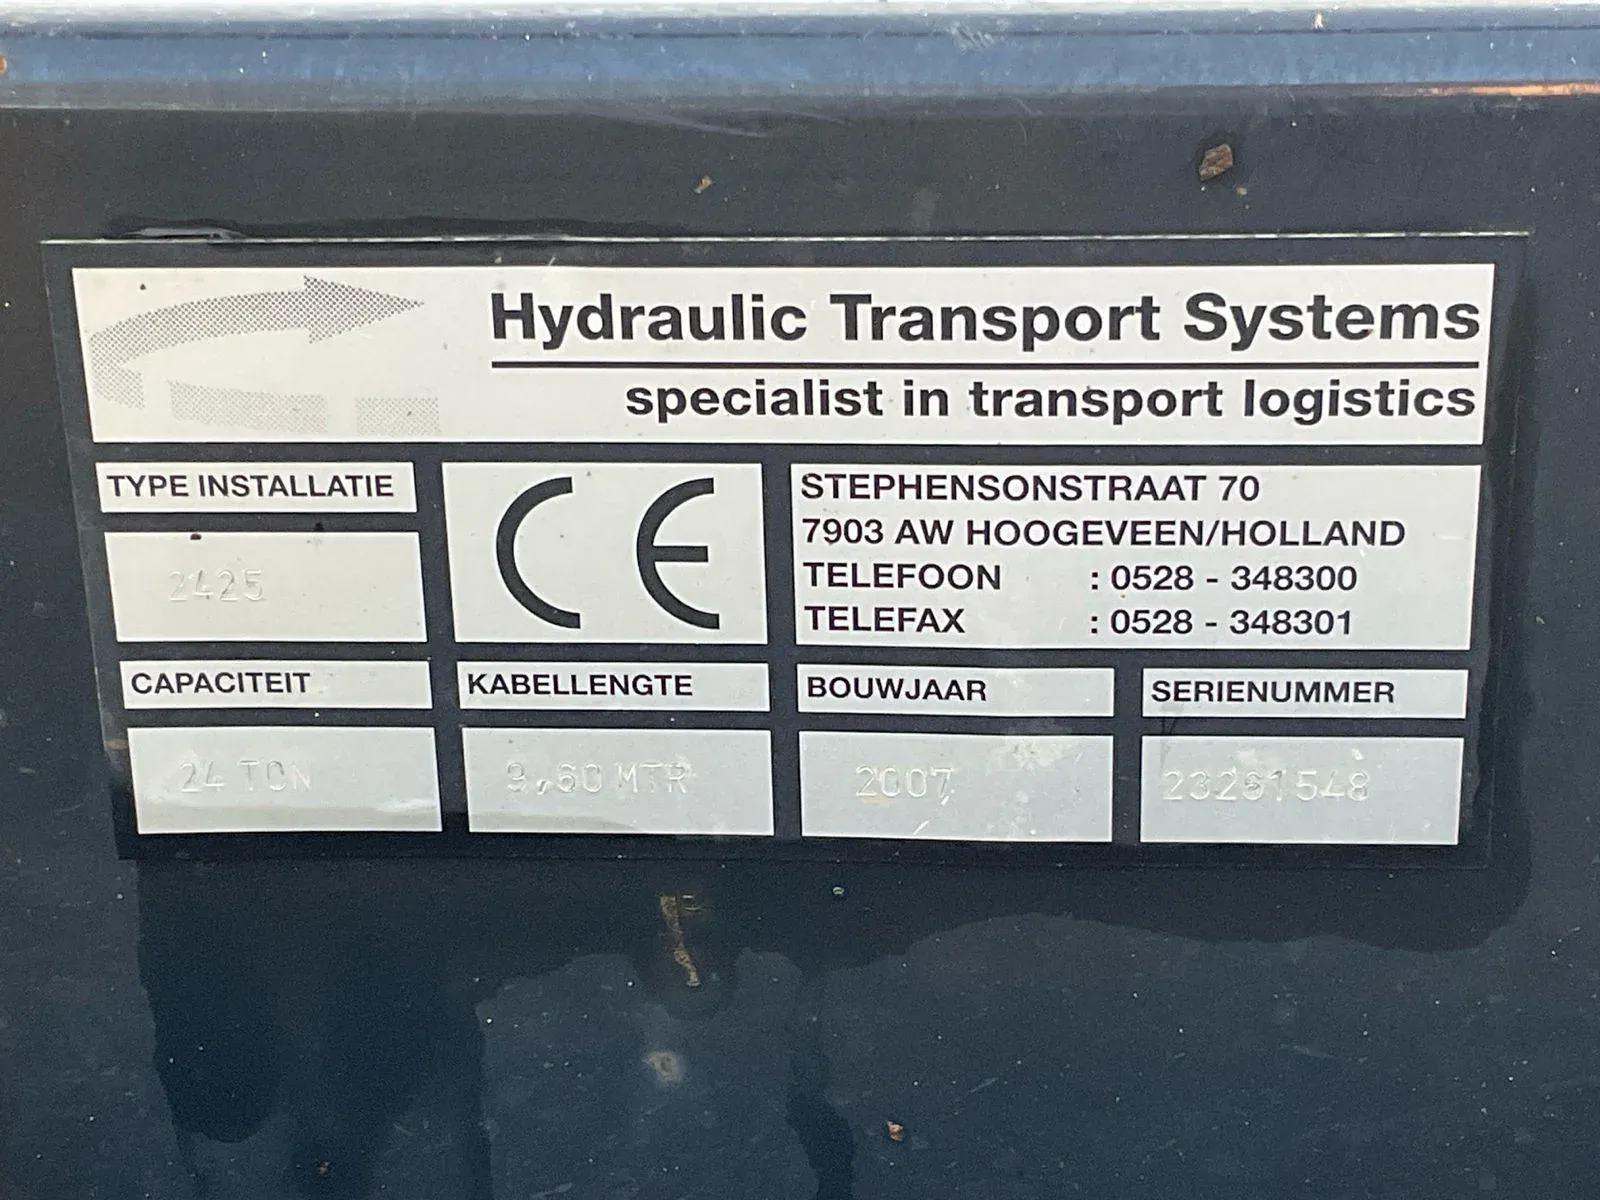 Hydraulic Transport Systems
specialist in transport logistics
TYPE INSTALLATIE
2425
CE
STEPHENSONSTRAAT 70
7903 AW HOOGEVEEN/HOLLAND
TELEFOON : 0528 - 348300
TELEFAX : 0528 - 348301
CAPACITEIT
24 TON
KABELLENGTE
9,60 MTR
BOUWJAAR
2007
SERIENUMMER
23261548